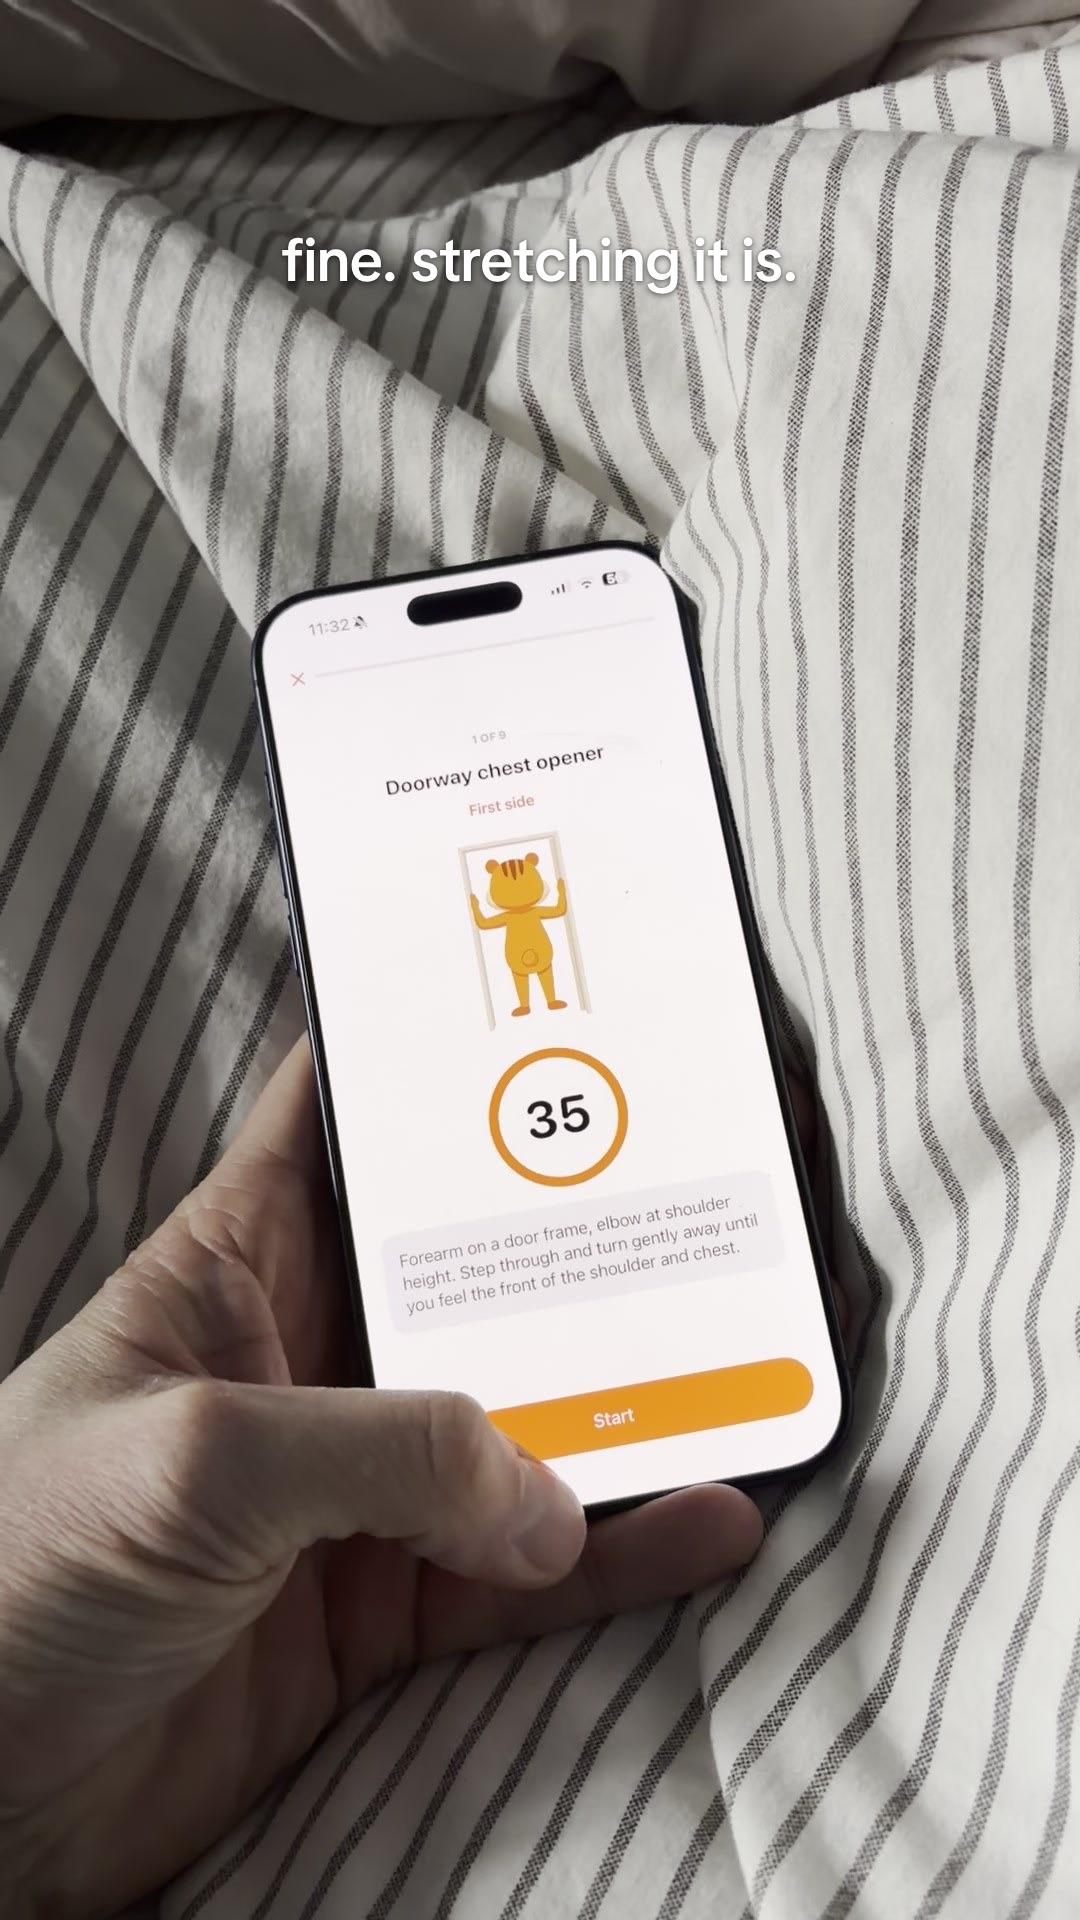 fine. stretching it is.
11:32
1 OF 9
Doorway chest opener
First side
35
Forearm on a door frame, elbow at shoulder
height. Step through and turn gently away until
you feel the front of the shoulder and chest.
Start